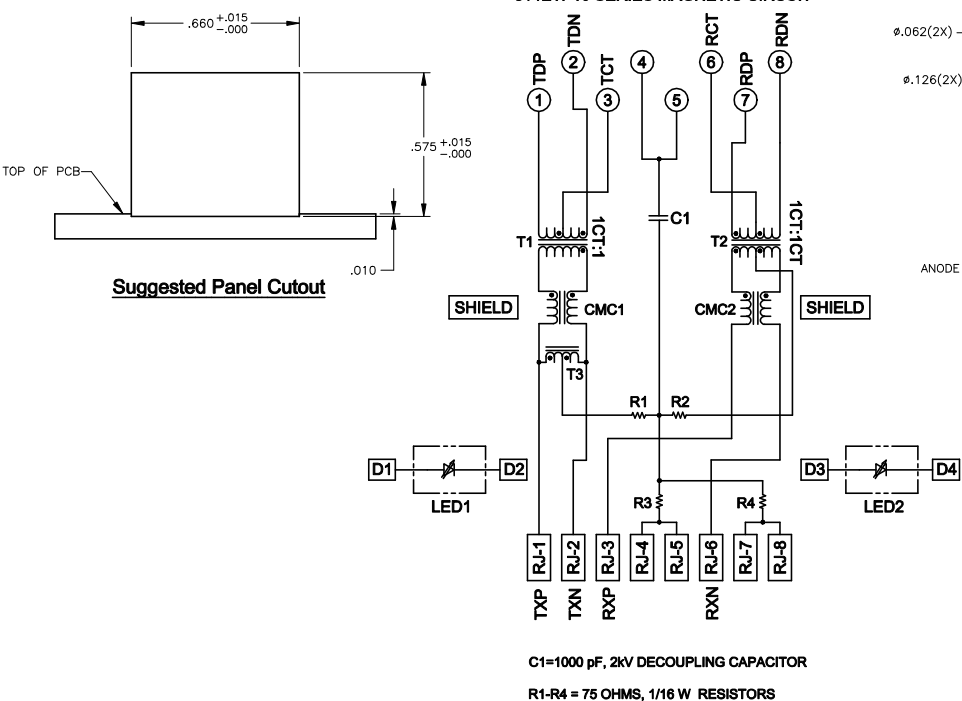 .660 +.015
-.000
.575 +.015
-.000
TOP OF PCB
.010
Suggested Panel Cutout
TDP
TDN
TCT
RCT
RDP
RDN
1
2
3
4
5
6
7
8
C1
T1
1CT:1
T2
1CT:1CT
SHIELD
CMC1
CMC2
SHIELD
T3
R1
R2
D1
D2
LED1
R3
R4
D3
D4
LED2
RJ-1
RJ-2
RJ-3
RJ-4
RJ-5
RJ-6
RJ-7
RJ-8
TXP
TXN
RXP
RXN
ø.062(2X)
ø.126(2X)
ANODE
C1=1000 pF, 2kV DECOUPLING CAPACITOR
R1-R4 = 75 OHMS, 1/16 W RESISTORS